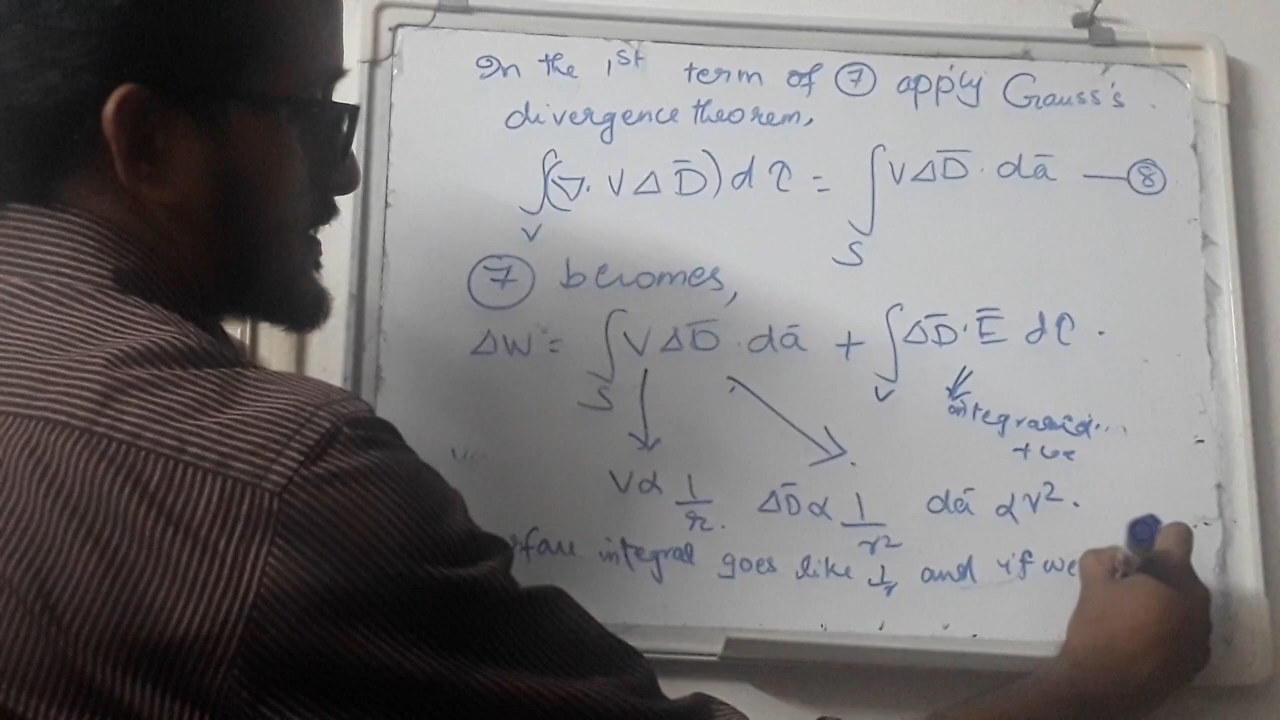 In the 1st term of ⑦ apply Gauss's
divergence theorem,
∫V (∇. V Δ D̄) dτ = ∫S V Δ D̄ . dā — ⑧
⑦ becomes,
ΔW = ∫S V Δ D̄ . dā + ∫V Δ D̄ . Ē dτ .
+ve
V α 1/r. Δ D̄ α 1/r² dā α r².
integral goes like 1/r and if we